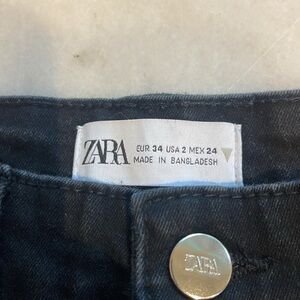 ZARA
EUR 34 USA 2 MEX 24
MADE IN BANGLADESH
ZARA